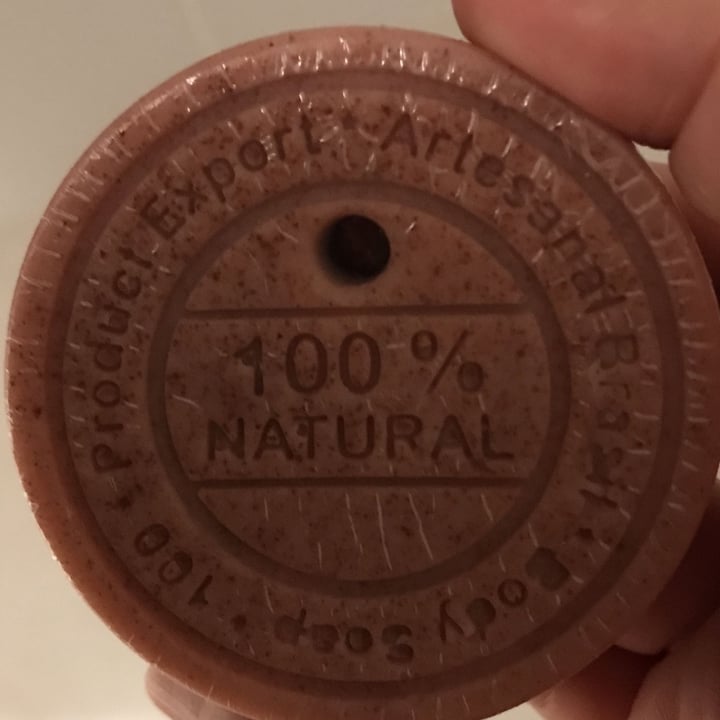 Product Export · Artesanal Brasil · Body Soap · 100
100 %
NATURAL